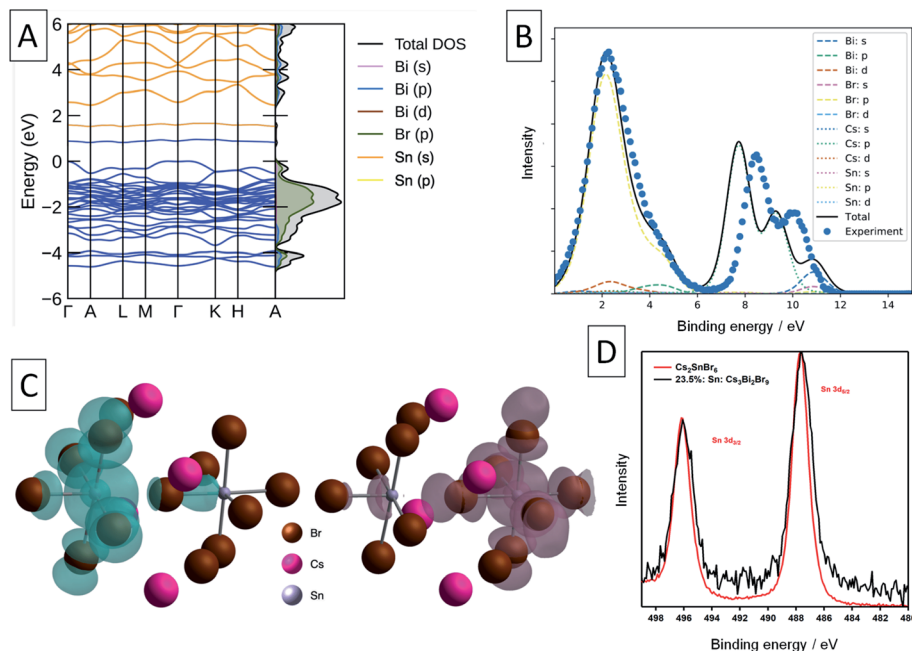 A
Energy (eV)
6
4
2
0
−2
−4
−6
Γ A L M Γ K H A
Total DOS
Bi (s)
Bi (p)
Bi (d)
Br (p)
Sn (s)
Sn (p)
B
Intensity
Bi: s
Bi: p
Bi: d
Br: s
Br: p
Br: d
Cs: s
Cs: p
Cs: d
Sn: s
Sn: p
Sn: d
Total
Experiment
2 4 6 8 10 12 14
Binding energy / eV
C
Br
Cs
Sn
D
Cs₂SnBr₆
23.5%: Sn: Cs₃Bi₂Br₉
Sn 3d₅/₂
Sn 3d₃/₂
Intensity
498 496 494 492 490 488 486 484 482 480
Binding energy / eV